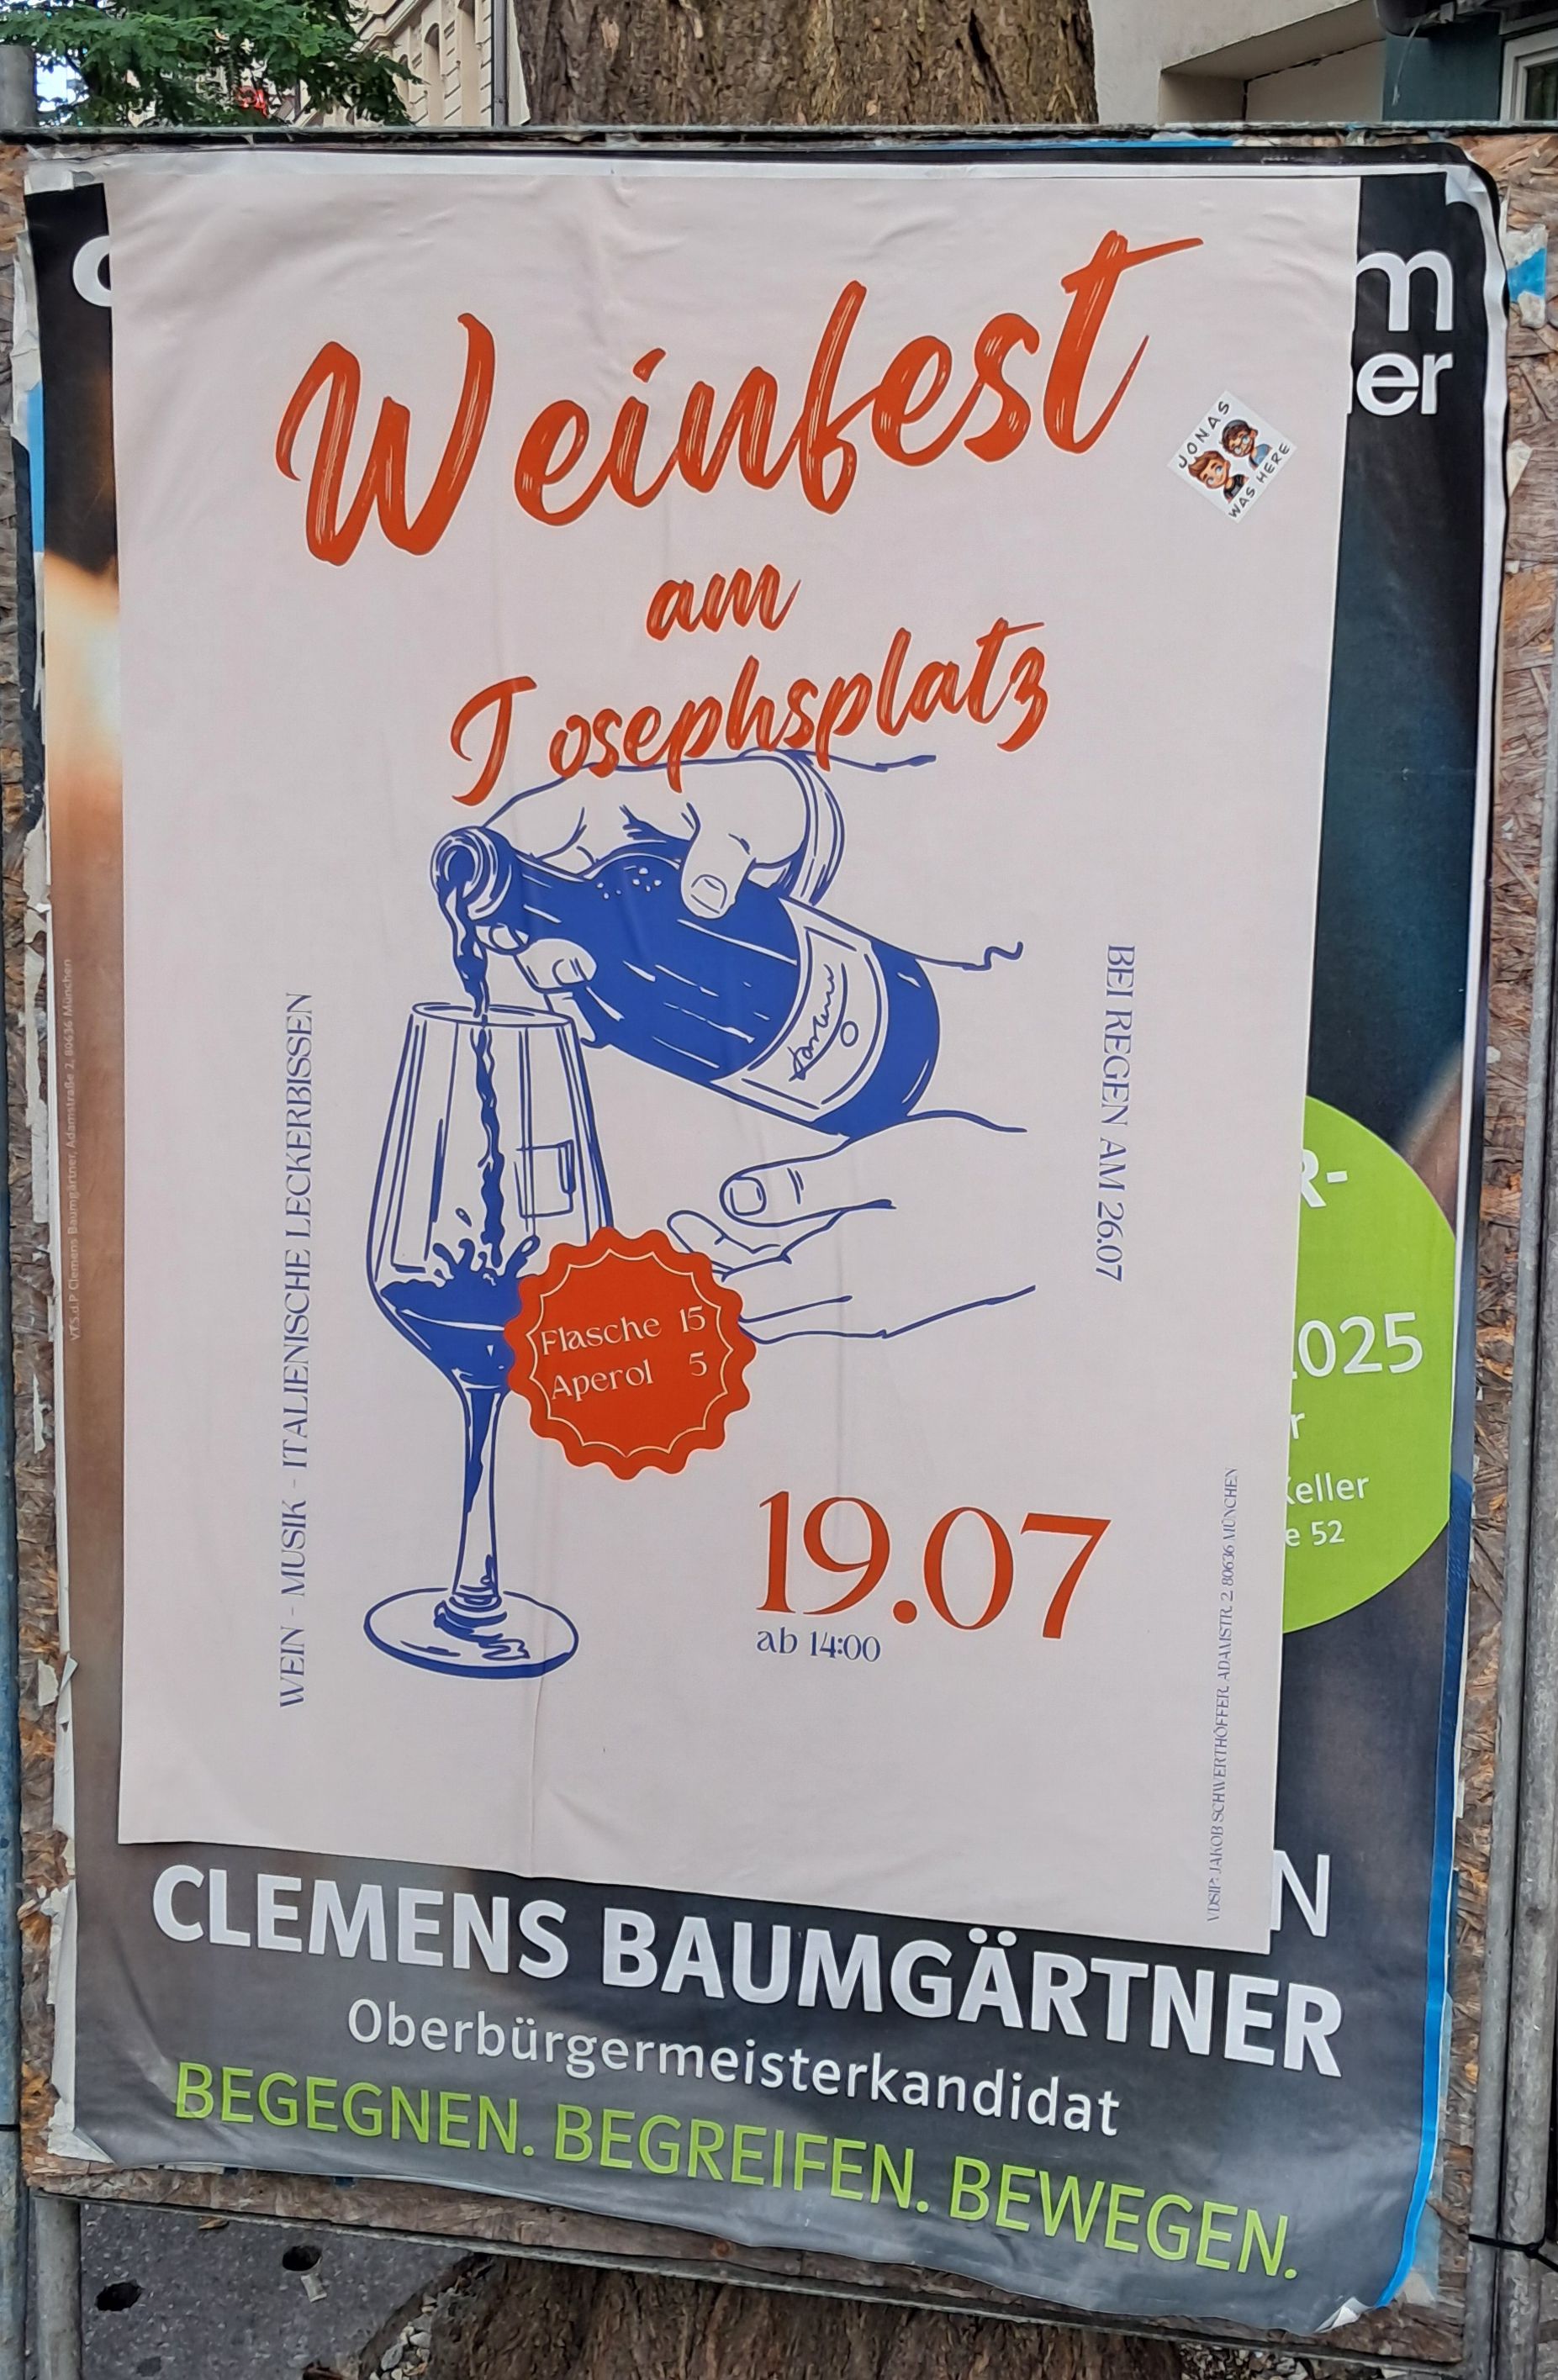 Weinfest
am
Josephsplatz
JONAS
WAS HERE
WEIN - MUSIK - ITALIENISCHE LECKERBISSEN
BEI REGEN AM 26.07
Flasche 15
Aperol 5
19.07
ab 14:00
VDSIP: JAKOB SCHWERTHÖFFER, ADAMSTR. 2 80636 MÜNCHEN
V.i.S.d.P. Clemens Baumgärtner, Adamstraße 2, 80636 München
m
er
R-
2025
r
Keller
e 52
N
CLEMENS BAUMGÄRTNER
Oberbürgermeisterkandidat
BEGEGNEN. BEGREIFEN. BEWEGEN.